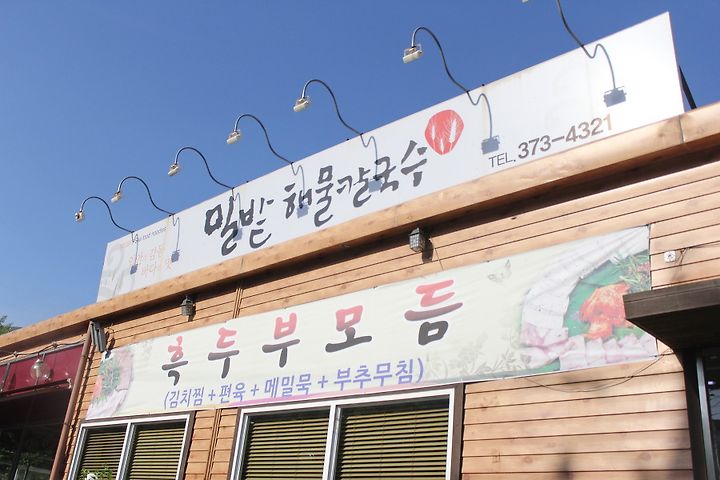 밀밭 해물칼국수
TEL. 373-4321
흑두부모듬
(김치찜+편육+메밀묵+부추무침)